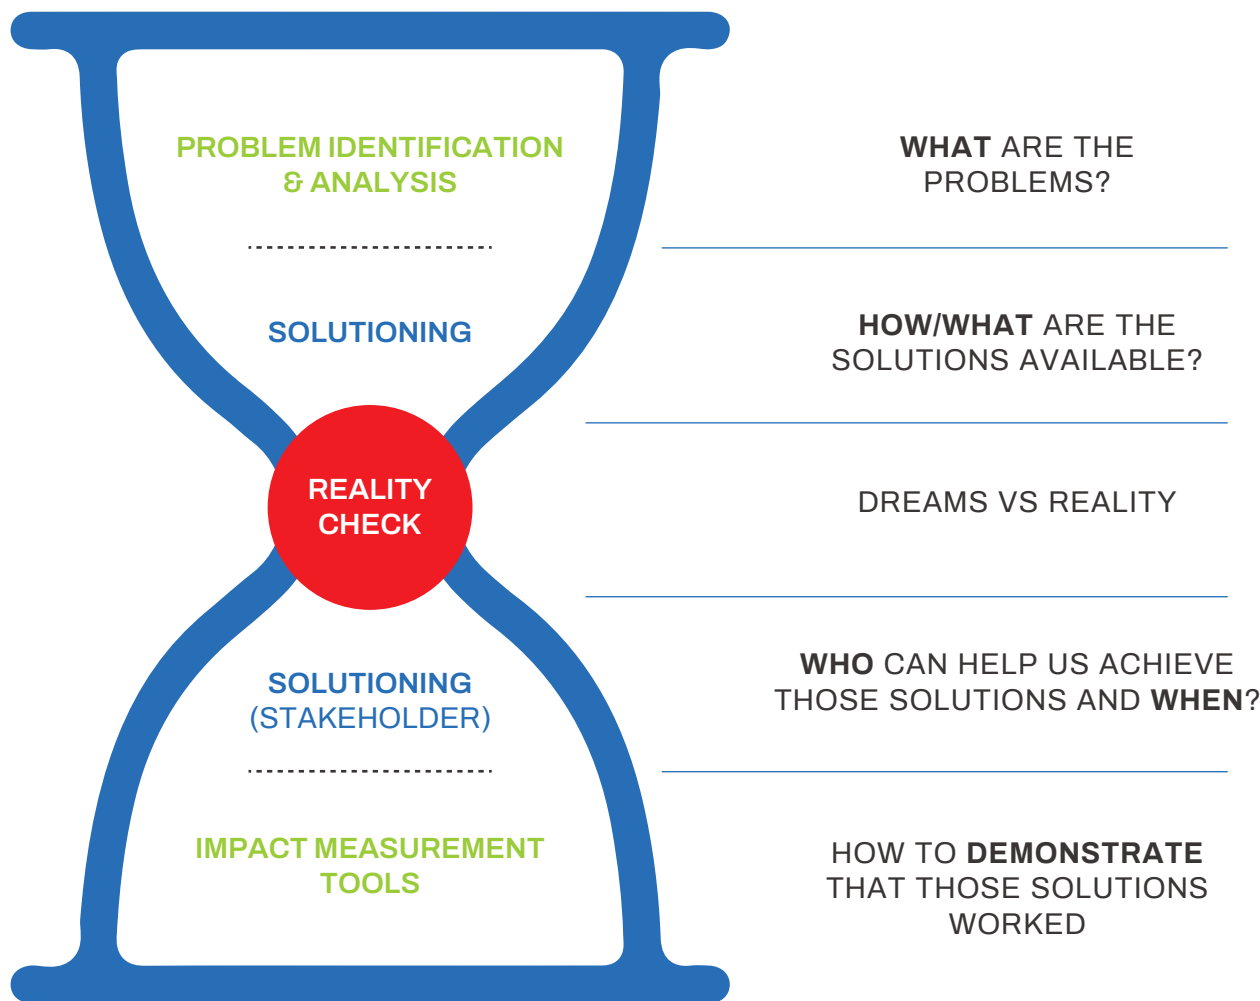 PROBLEM IDENTIFICATION
& ANALYSIS
WHAT ARE THE
PROBLEMS?
SOLUTIONING
HOW/WHAT ARE THE
SOLUTIONS AVAILABLE?
REALITY
CHECK
DREAMS VS REALITY
SOLUTIONING
(STAKEHOLDER)
WHO CAN HELP US ACHIEVE
THOSE SOLUTIONS AND WHEN?
IMPACT MEASUREMENT
TOOLS
HOW TO DEMONSTRATE
THAT THOSE SOLUTIONS
WORKED